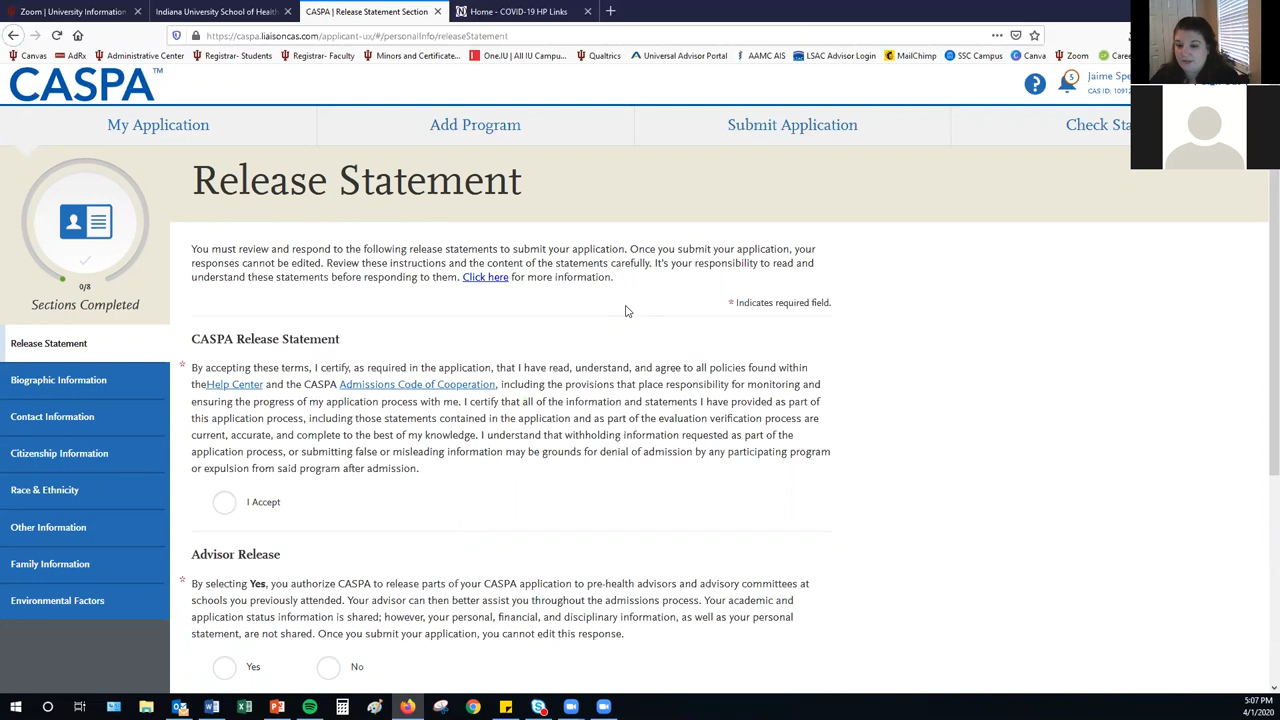 Zoom | University Information
Indiana University School of Health
CASPA | Release Statement Section
Home - COVID-19 HP Links
https://caspa.liaisoncas.com/applicant-ux/#/personalInfo/releaseStatement
Canvas
AdRx
Administrative Center
Registrar- Students
Registrar- Faculty
Minors and Certificate...
One.IU | All IU Campu...
Qualtrics
Universal Advisor Portal
AAMC AIS
LSAC Advisor Login
MailChimp
SSC Campus
Canva
Zoom
Caree
CASPA™
5
Jaime Spe
CAS ID: 10912
My Application
Add Program
Submit Application
Check Sta
Release Statement
0/8
Sections Completed
Release Statement
Biographic Information
Contact Information
Citizenship Information
Race & Ethnicity
Other Information
Family Information
Environmental Factors
You must review and respond to the following release statements to submit your application. Once you submit your application, your
responses cannot be edited. Review these instructions and the content of the statements carefully. It's your responsibility to read and
understand these statements before responding to them. Click here for more information.
* Indicates required field.
CASPA Release Statement
* By accepting these terms, I certify, as required in the application, that I have read, understand, and agree to all policies found within
theHelp Center and the CASPA Admissions Code of Cooperation, including the provisions that place responsibility for monitoring and
ensuring the progress of my application process with me. I certify that all of the information and statements I have provided as part of
this application process, including those statements contained in the application and as part of the evaluation verification process are
current, accurate, and complete to the best of my knowledge. I understand that withholding information requested as part of the
application process, or submitting false or misleading information may be grounds for denial of admission by any participating program
or expulsion from said program after admission.
I Accept
Advisor Release
* By selecting Yes, you authorize CASPA to release parts of your CASPA application to pre-health advisors and advisory committees at
schools you previously attended. Your advisor can then better assist you throughout the admissions process. Your academic and
application status information is shared; however, your personal, financial, and disciplinary information, as well as your personal
statement, are not shared. Once you submit your application, you cannot edit this response.
Yes
No
5:07 PM
4/1/2020